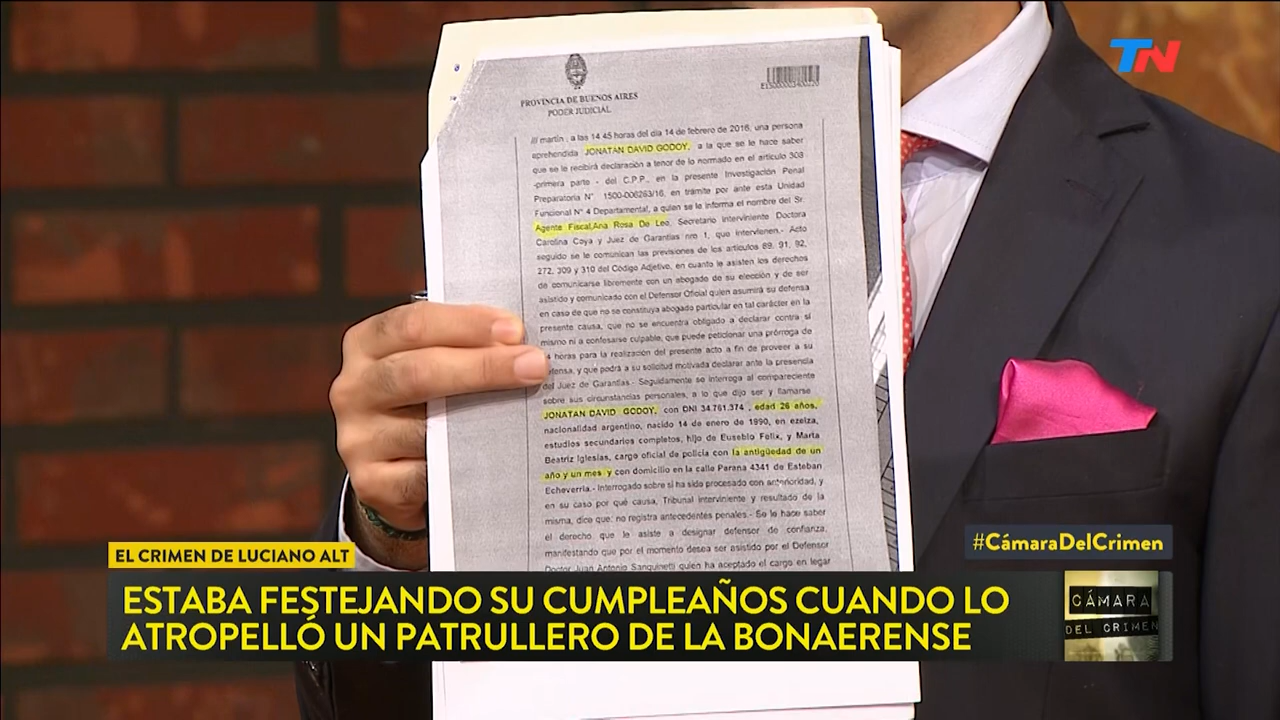 TN
PROVINCIA DE BUENOS AIRES
PODER JUDICIAL
/// martin , a las 14 45 horas del día 14 de febrero de 2016, una persona
aprehendida JONATAN DAVID GODOY, a la que se le hace saber
que se le recibirá declaración a tenor de lo normado en el artículo 308
-primera parte - del C.P.P., en la presente Investigación Penal
Preparatoria N° 1500-006263/16, en trámite por ante esta Unidad
Funcional N° 4 Departamental, a quien se le informa el nombre del Sr.
Agente Fiscal,Ana Rosa De Leo, Secretario interviniente Doctora
Carolina Coya y Juez de Garantías nro 1, que intervienen.- Acto
seguido se le comunican las previsiones de los artículos 89, 91, 92,
272, 309 y 310 del Código Adjetivo, en cuanto le asisten los derechos
de comunicarse libremente con un abogado de su elección y de ser
asistido y comunicado con el Defensor Oficial quien asumirá su defensa
en caso de que no se constituya abogado particular en tal carácter en la
presente causa, que no se encuentra obligado a declarar contra sí
mismo ni a confesarse culpable, que puede peticionar una prórroga de
horas para la realización del presente acto a fin de proveer a su
defensa, y que podrá a su solicitud motivada declarar ante la presencia
del Juez de Garantías.- Seguidamente se interroga al compareciente
sobre sus circunstancias personales, a lo que dijo ser y llamarse
JONATAN DAVID GODOY, con DNI 34.761.374 , edad 26 años,
nacionalidad argentino, nacido 14 de enero de 1990, en ezeiza,
estudios secundarios completos, hijo de Eusebio Felix, y Marta
Beatriz Iglesias, cargo oficial de policía con la antigüedad de un
año y un mes y con domicilio en la calle Parana 4341 de Esteban
Echeverria.- Interrogado sobre si ha sido procesado con anterioridad, y
en su caso por qué causa, Tribunal Interviniente y resultado de la
misma, dice que: no registra antecedentes penales.- Se le hace saber
el derecho que le asiste a designar defensor de confianza,
manifestando que por el momento desea ser asistido por el Defensor
Doctor Juan Antonio Sanguinetti quien ha aceptado el cargo en legal
#CámaraDelCrimen
EL CRIMEN DE LUCIANO ALT
ESTABA FESTEJANDO SU CUMPLEAÑOS CUANDO LO
ATROPELLÓ UN PATRULLERO DE LA BONAERENSE
CÁMARA
DEL CRIMEN